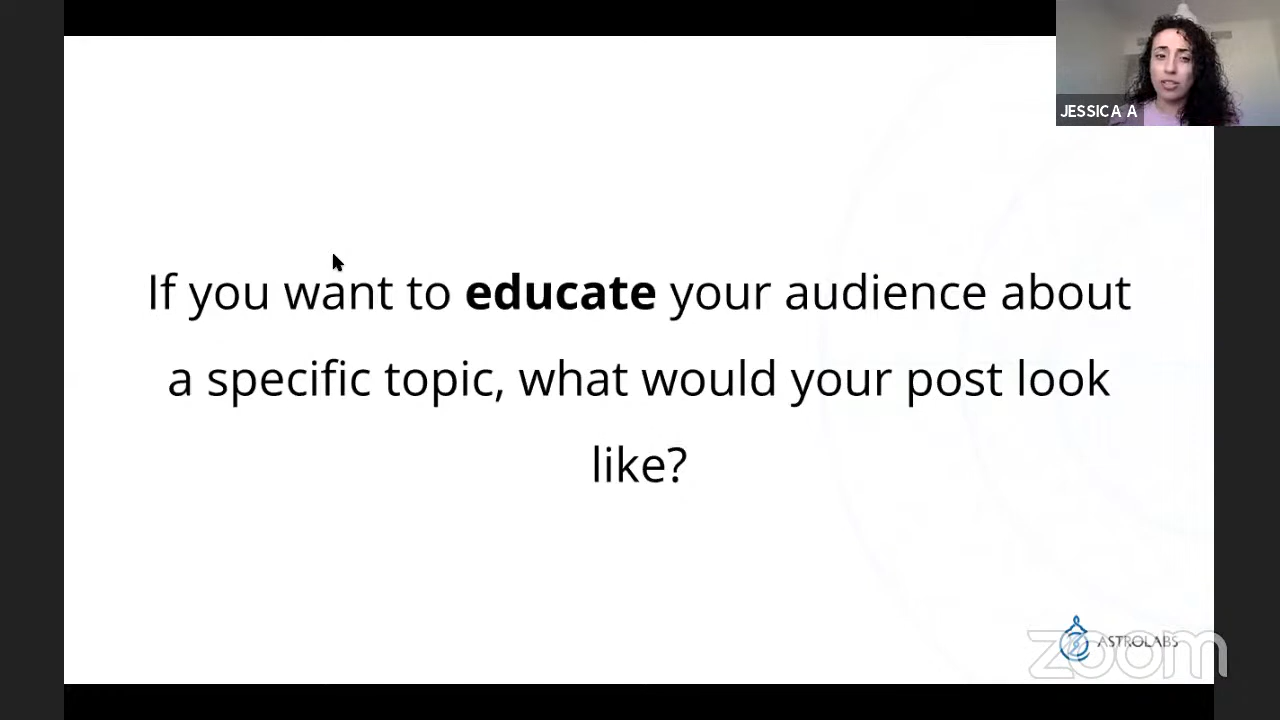 JESSICA A
If you want to educate your audience about
a specific topic, what would your post look
like?
ASTROLABS
zoom